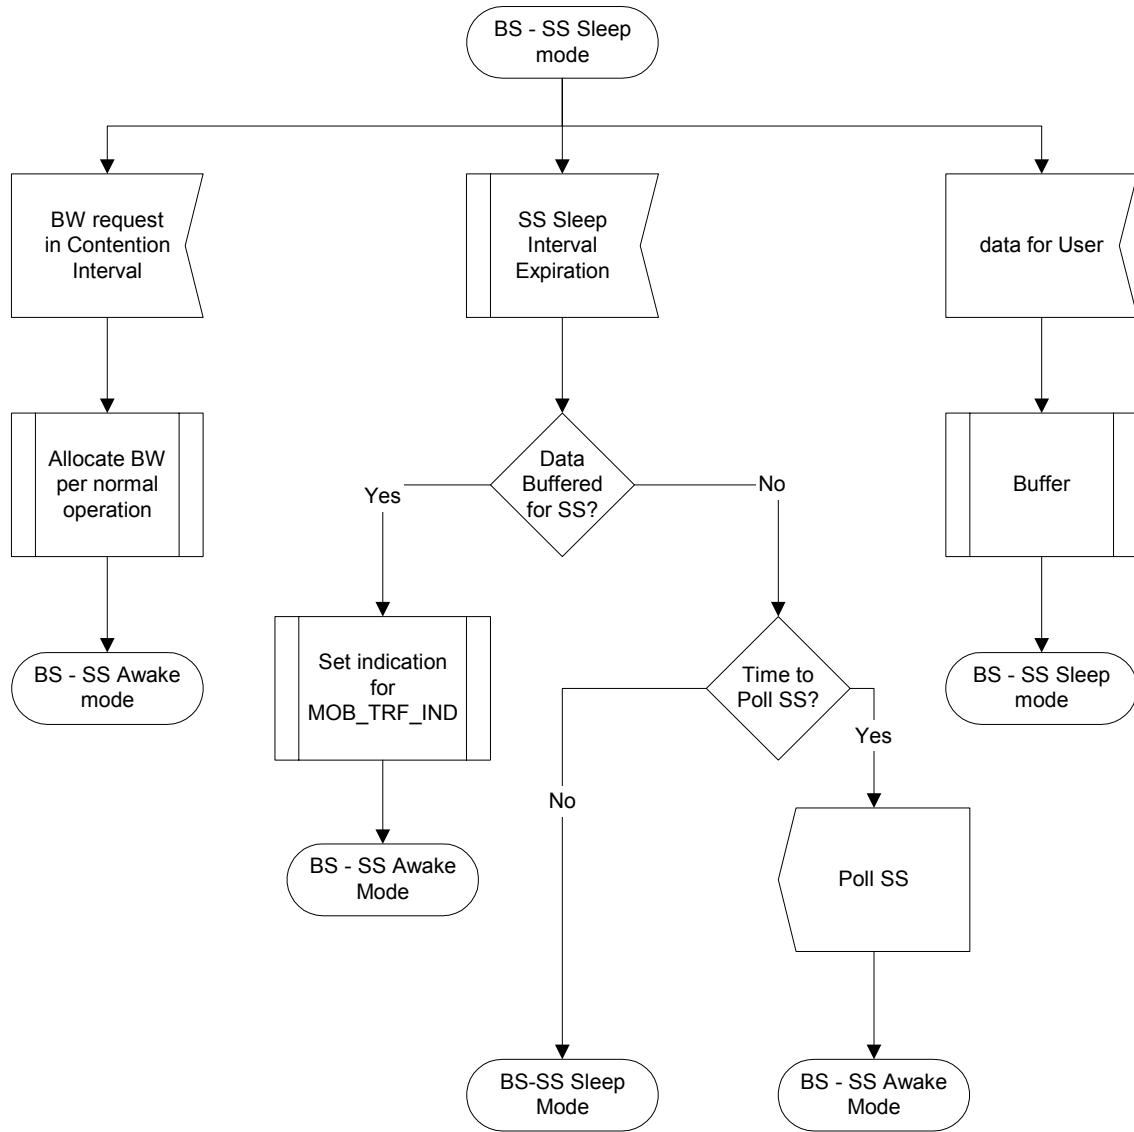 BS - SS Sleep
mode
BW request
in Contention
Interval
SS Sleep
Interval
Expiration
data for User
Allocate BW
per normal
operation
Data
Buffered
for SS?
Yes
No
Buffer
BS - SS Awake
mode
Set indication
for
MOB_TRF_IND
Time to
Poll SS?
BS - SS Sleep
mode
Yes
No
BS - SS Awake
Mode
Poll SS
BS-SS Sleep
Mode
BS - SS Awake
Mode